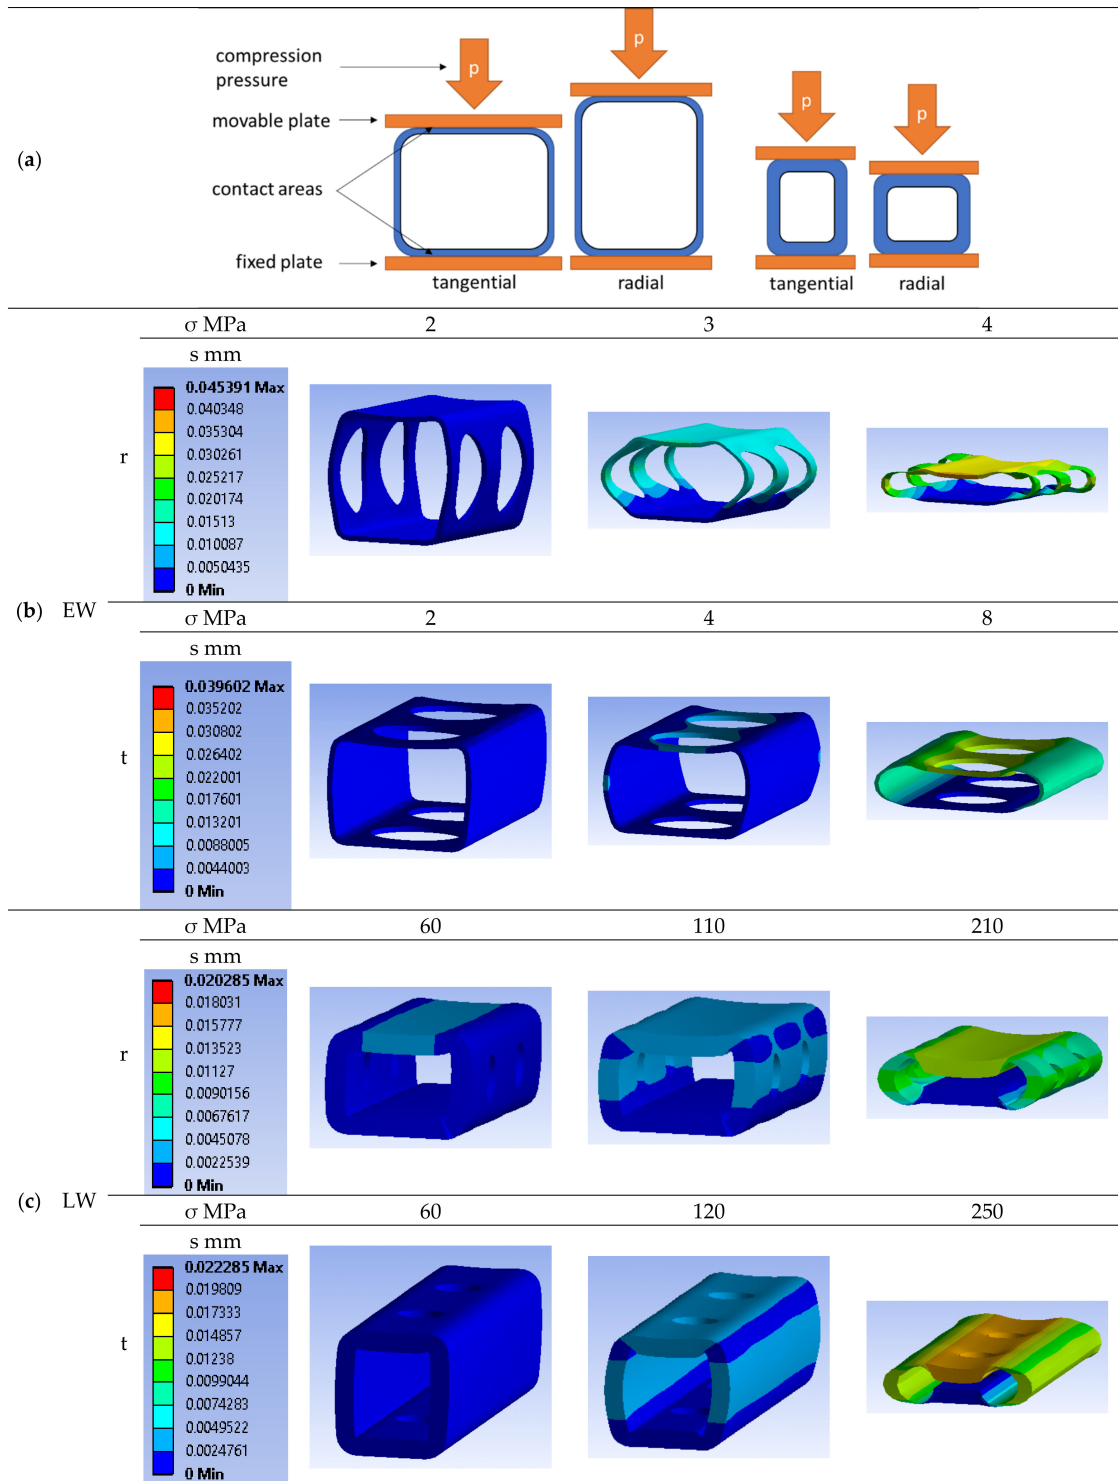 compression
pressure
p
p
p
p
movable plate
(a)
contact areas
fixed plate
tangential
radial
tangential
radial
σ MPa 2 3 4
s mm
0.045391 Max
0.040348
0.035304
0.030261
0.025217
0.020174
0.01513
0.010087
0.0050435
0 Min
r
(b) EW
σ MPa 2 4 8
s mm
0.039602 Max
0.035202
0.030802
0.026402
0.022001
0.017601
0.013201
0.0088005
0.0044003
0 Min
t
σ MPa 60 110 210
s mm
0.020285 Max
0.018031
0.015777
0.013523
0.01127
0.0090156
0.0067617
0.0045078
0.0022539
0 Min
r
(c) LW
σ MPa 60 120 250
s mm
0.022285 Max
0.019809
0.017333
0.014857
0.01238
0.0099044
0.0074283
0.0049522
0.0024761
0 Min
t